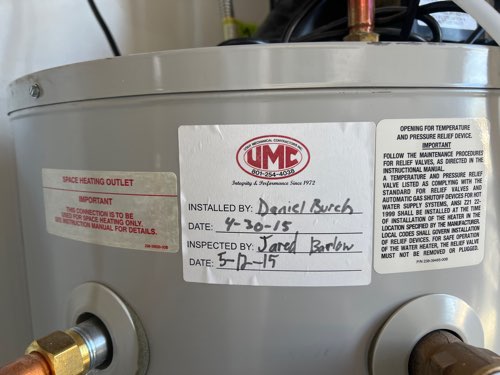 SPACE HEATING OUTLET
IMPORTANT
THIS CONNECTION IS TO BE
USED FOR SPACE HEATING ONLY.
SEE INSTRUCTION MANUAL FOR DETAILS.
UMC
801-254-4038
Integrity & Performance Since 1972
INSTALLED BY: Daniel Burch
DATE: 4-30-15
INSPECTED BY: Jared Barlow
DATE: 5-12-15
OPENING FOR TEMPERATURE
AND PRESSURE RELIEF DEVICE.
IMPORTANT
FOLLOW THE MAINTENANCE PROCEDURES
FOR RELIEF VALVES, AS DIRECTED IN THE
INSTRUCTIONAL MANUAL.
A TEMPERATURE AND PRESSURE RELIEF
VALVE LISTED AS COMPLYING WITH THE
STANDARD FOR RELIEF VALVES AND
AUTOMATIC GAS SHUTOFF DEVICES FOR HOT
WATER SUPPLY SYSTEMS, ANSI Z21 22-
1999 SHALL BE INSTALLED AT THE TIME
OF INSTALLATION OF THE HEATER IN THE
LOCATION SPECIFIED BY THE MANUFACTURER.
LOCAL CODES SHALL GOVERN INSTALLATION
OF RELIEF DEVICES. FOR SAFE OPERATION
OF THE WATER HEATER, THE RELIEF VALVE
MUST NOT BE REMOVED OR PLUGGED.